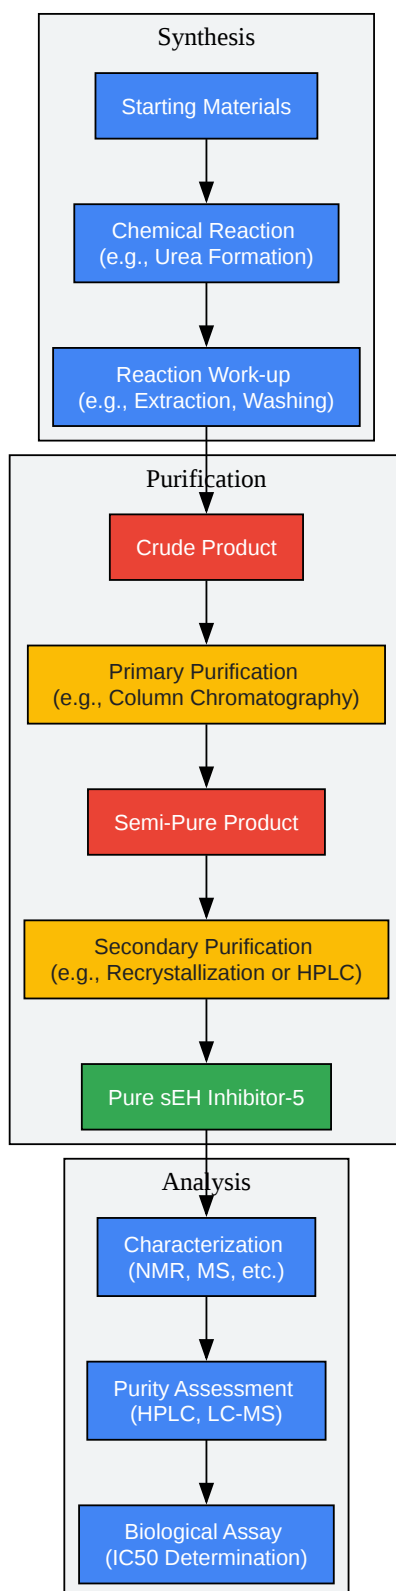 Synthesis
Starting Materials
Chemical Reaction
(e.g., Urea Formation)
Reaction Work-up
(e.g., Extraction, Washing)
Purification
Crude Product
Primary Purification
(e.g., Column Chromatography)
Semi-Pure Product
Secondary Purification
(e.g., Recrystallization or HPLC)
Pure sEH Inhibitor-5
Analysis
Characterization
(NMR, MS, etc.)
Purity Assessment
(HPLC, LC-MS)
Biological Assay
(IC50 Determination)